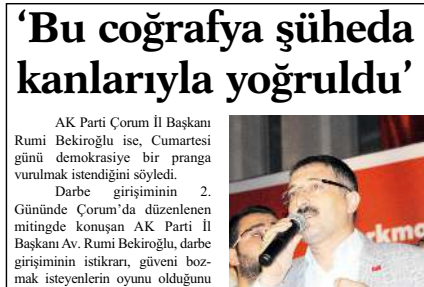 ‘Bu coğrafya şüheda
kanlarıyla yoğruldu’
AK Parti Çorum İl Başkanı
Rumi Bekiroğlu ise, Cumartesi
günü demokrasiye bir pranga
vurulmak istendiğini söyledi.
Darbe girişiminin 2.
Gününde Çorum’da düzenlenen
mitingde konuşan AK Parti İl
Başkanı Av. Rumi Bekiroğlu, darbe
girişiminin istikrarı, güveni boz-
mak isteyenlerin oyunu olduğunu